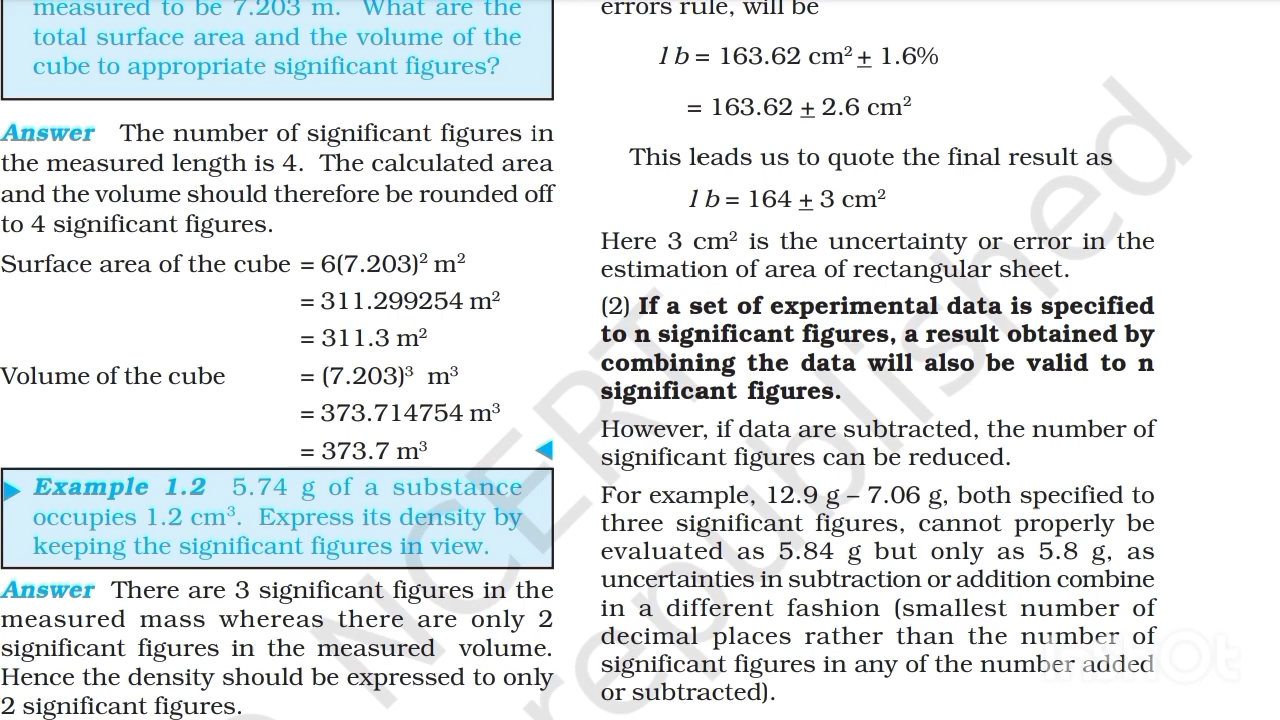 measured to be 7.203 m. What are the
total surface area and the volume of the
cube to appropriate significant figures?
Answer The number of significant figures in
the measured length is 4. The calculated area
and the volume should therefore be rounded off
to 4 significant figures.
Surface area of the cube = 6(7.203)² m²
= 311.299254 m²
= 311.3 m²
Volume of the cube = (7.203)³ m³
= 373.714754 m³
= 373.7 m³
Example 1.2 5.74 g of a substance
occupies 1.2 cm³. Express its density by
keeping the significant figures in view.
Answer There are 3 significant figures in the
measured mass whereas there are only 2
significant figures in the measured volume.
Hence the density should be expressed to only
2 significant figures.
errors rule, will be
l b = 163.62 cm² ± 1.6%
= 163.62 ± 2.6 cm²
This leads us to quote the final result as
l b = 164 ± 3 cm²
Here 3 cm² is the uncertainty or error in the
estimation of area of rectangular sheet.
(2) If a set of experimental data is specified
to n significant figures, a result obtained by
combining the data will also be valid to n
significant figures.
However, if data are subtracted, the number of
significant figures can be reduced.
For example, 12.9 g – 7.06 g, both specified to
three significant figures, cannot properly be
evaluated as 5.84 g but only as 5.8 g, as
uncertainties in subtraction or addition combine
in a different fashion (smallest number of
decimal places rather than the number of
significant figures in any of the number added
or subtracted).
NCERT
republished
InShOt